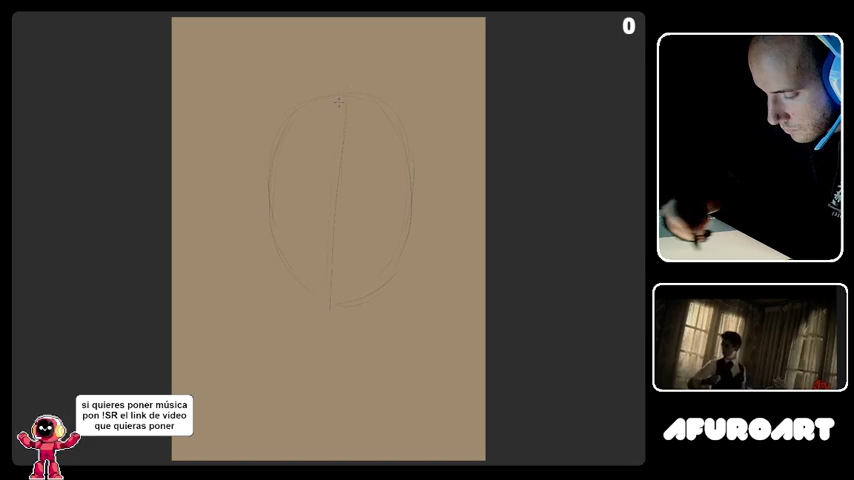 0
si quieres poner música
pon !SR el link de video
que quieras poner
AFUROART